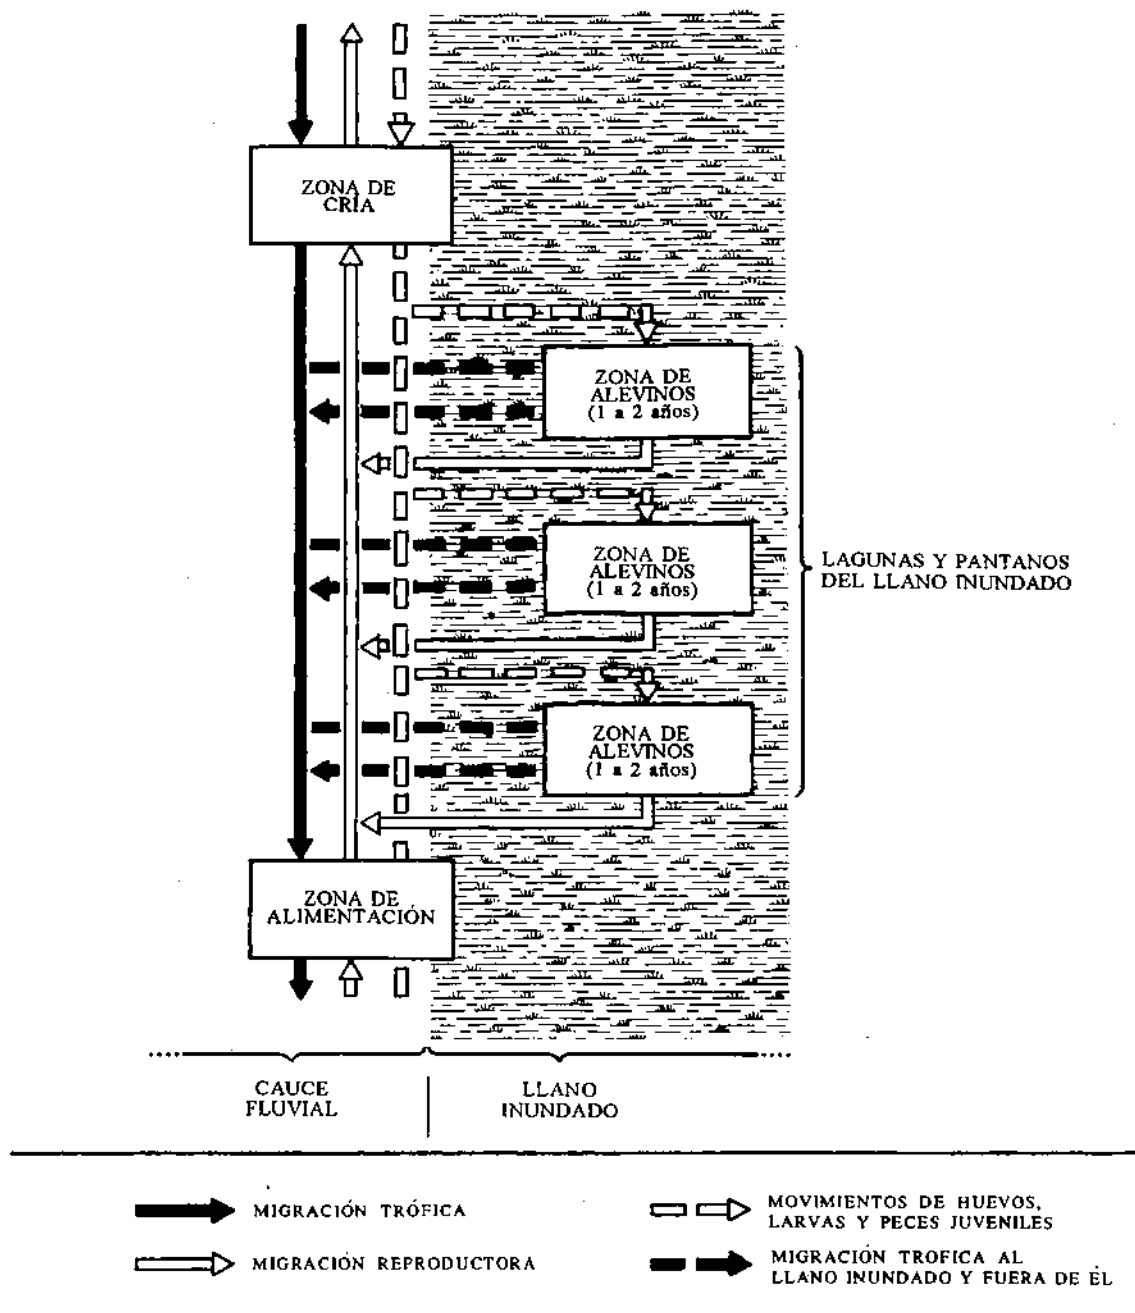 ZONA DE
CRÍA
ZONA DE
ALEVINOS
(1 a 2 años)
ZONA DE
ALEVINOS
(1 a 2 años)
LAGUNAS Y PANTANOS
DEL LLANO INUNDADO
ZONA DE
ALEVINOS
(1 a 2 años)
ZONA DE
ALIMENTACIÓN
CAUCE
FLUVIAL
LLANO
INUNDADO
MIGRACIÓN TRÓFICA
MOVIMIENTOS DE HUEVOS,
LARVAS Y PECES JUVENILES
MIGRACIÓN REPRODUCTORA
MIGRACIÓN TROFICA AL
LLANO INUNDADO Y FUERA DE ÉL